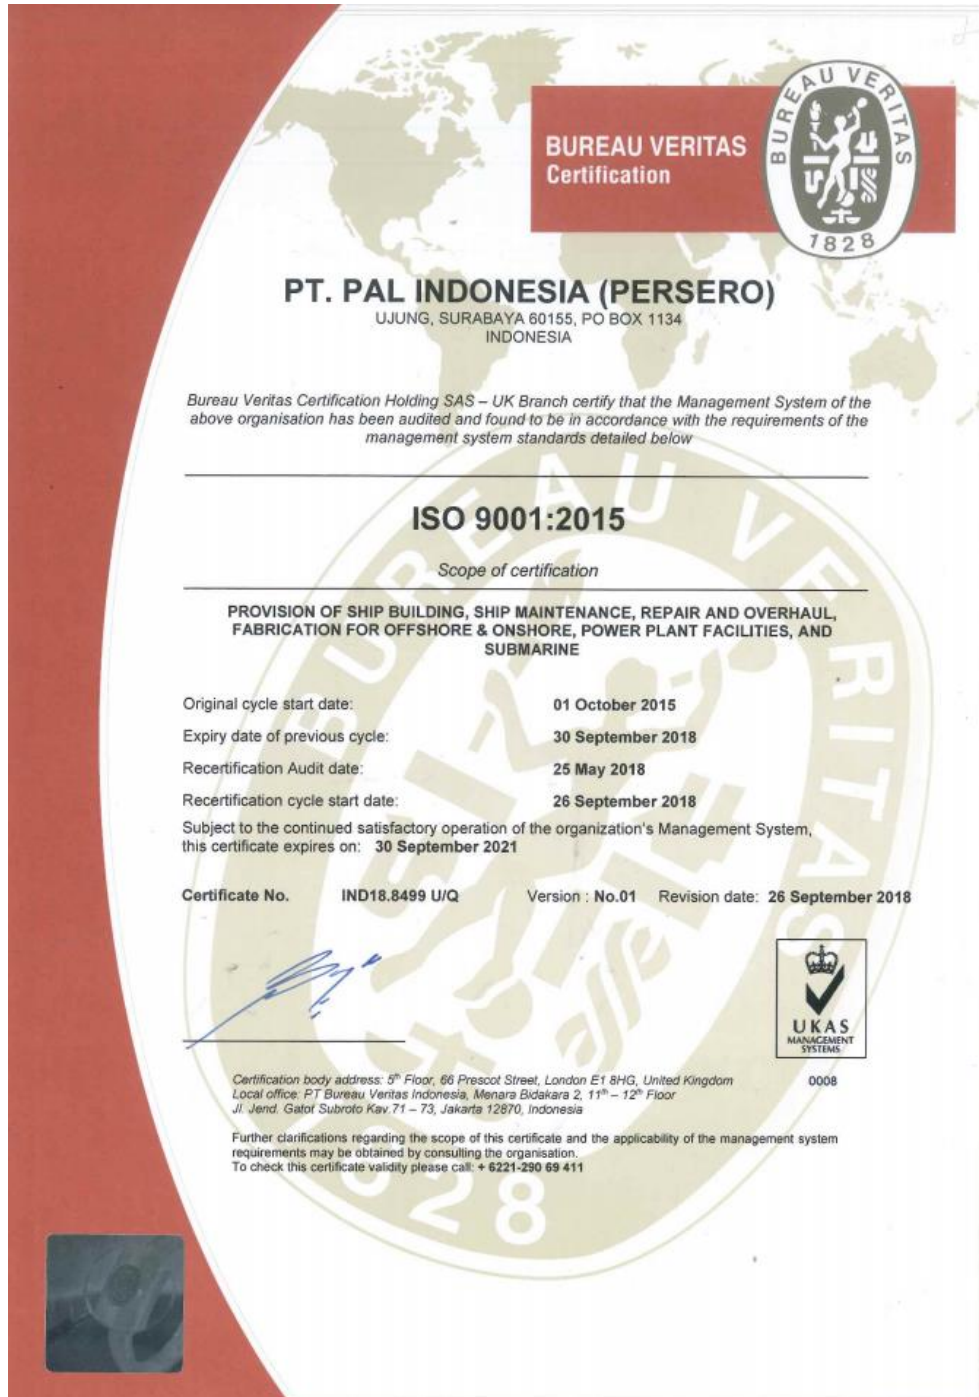 BUREAU VERITAS
Certification
BUREAU VERITAS
1828
PT. PAL INDONESIA (PERSERO)
UJUNG, SURABAYA 60155, PO BOX 1134
INDONESIA
Bureau Veritas Certification Holding SAS – UK Branch certify that the Management System of the
above organisation has been audited and found to be in accordance with the requirements of the
management system standards detailed below
ISO 9001:2015
Scope of certification
PROVISION OF SHIP BUILDING, SHIP MAINTENANCE, REPAIR AND OVERHAUL,
FABRICATION FOR OFFSHORE & ONSHORE, POWER PLANT FACILITIES, AND
SUBMARINE
Original cycle start date: 01 October 2015
Expiry date of previous cycle: 30 September 2018
Recertification Audit date: 25 May 2018
Recertification cycle start date: 26 September 2018
Subject to the continued satisfactory operation of the organization's Management System,
this certificate expires on: 30 September 2021
Certificate No. IND18.8499 U/Q Version : No.01 Revision date: 26 September 2018
UKAS
MANAGEMENT
SYSTEMS
0008
Certification body address: 5th Floor, 66 Prescot Street, London E1 8HG, United Kingdom
Local office: PT Bureau Veritas Indonesia, Menara Bidakara 2, 11th – 12th Floor
Jl. Jend. Gatot Subroto Kav.71 – 73, Jakarta 12870, Indonesia
Further clarifications regarding the scope of this certificate and the applicability of the management system
requirements may be obtained by consulting the organisation.
To check this certificate validity please call: + 6221-290 69 411
BUREAU VERITAS
1828